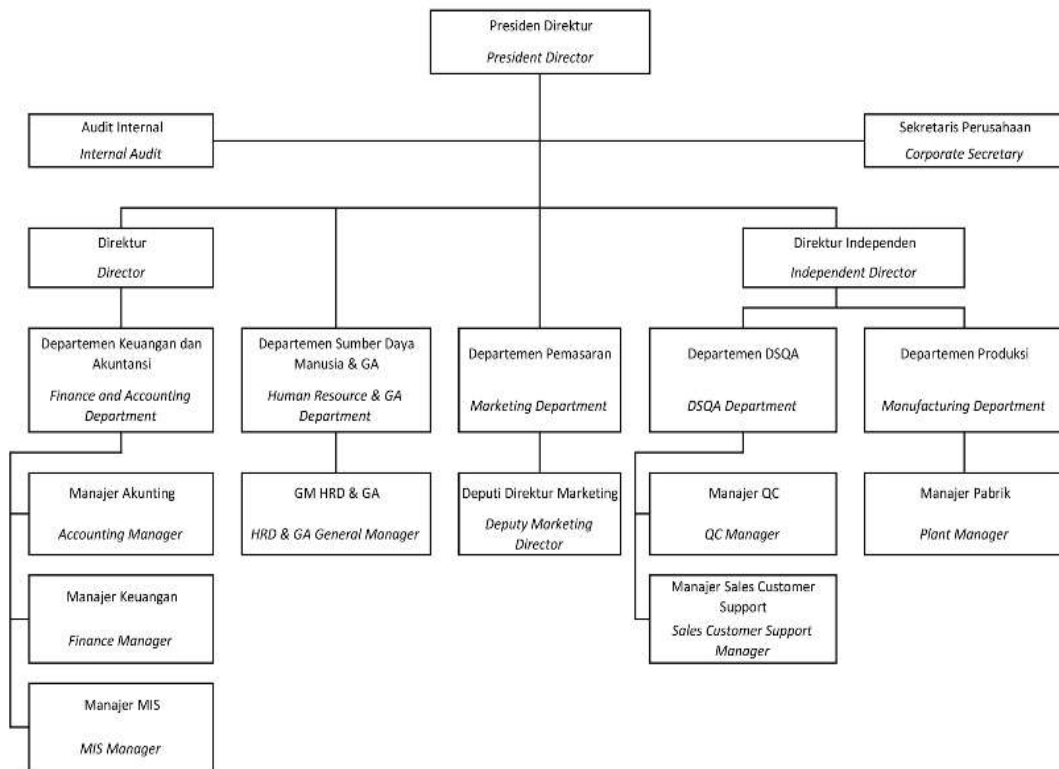 Presiden Direktur
President Director
Audit Internal
Internal Audit
Sekretaris Perusahaan
Corporate Secretary
Direktur
Director
Direktur Independen
Independent Director
Departemen Keuangan dan
Akuntansi
Finance and Accounting
Department
Departemen Sumber Daya
Manusia & GA
Human Resource & GA
Department
Departemen Pemasaran
Marketing Department
Departemen DSQA
DSQA Department
Departemen Produksi
Manufacturing Department
Manajer Akunting
Accounting Manager
GM HRD & GA
HRD & GA General Manager
Deputi Direktur Marketing
Deputy Marketing
Director
Manajer QC
QC Manager
Manajer Pabrik
Plant Manager
Manajer Keuangan
Finance Manager
Manajer Sales Customer
Support
Sales Customer Support
Manager
Manajer MIS
MIS Manager